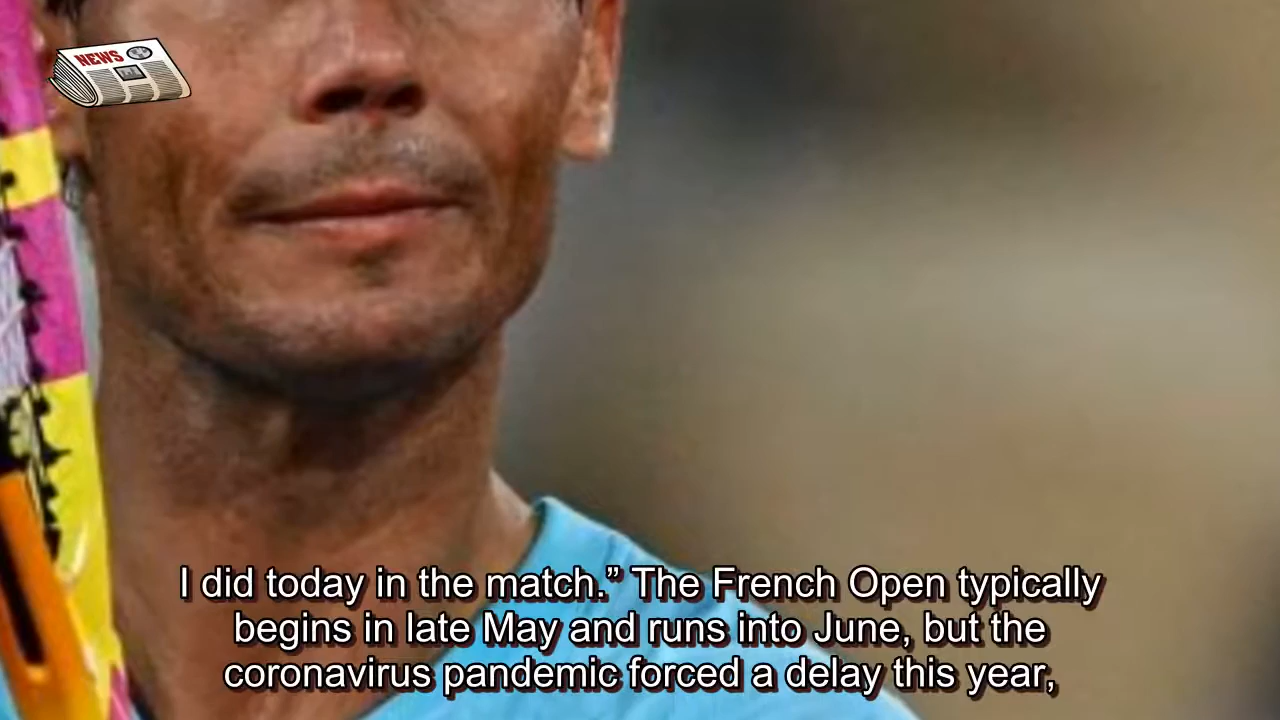 NEWS
I did today in the match.” The French Open typically
begins in late May and runs into June, but the
coronavirus pandemic forced a delay this year,